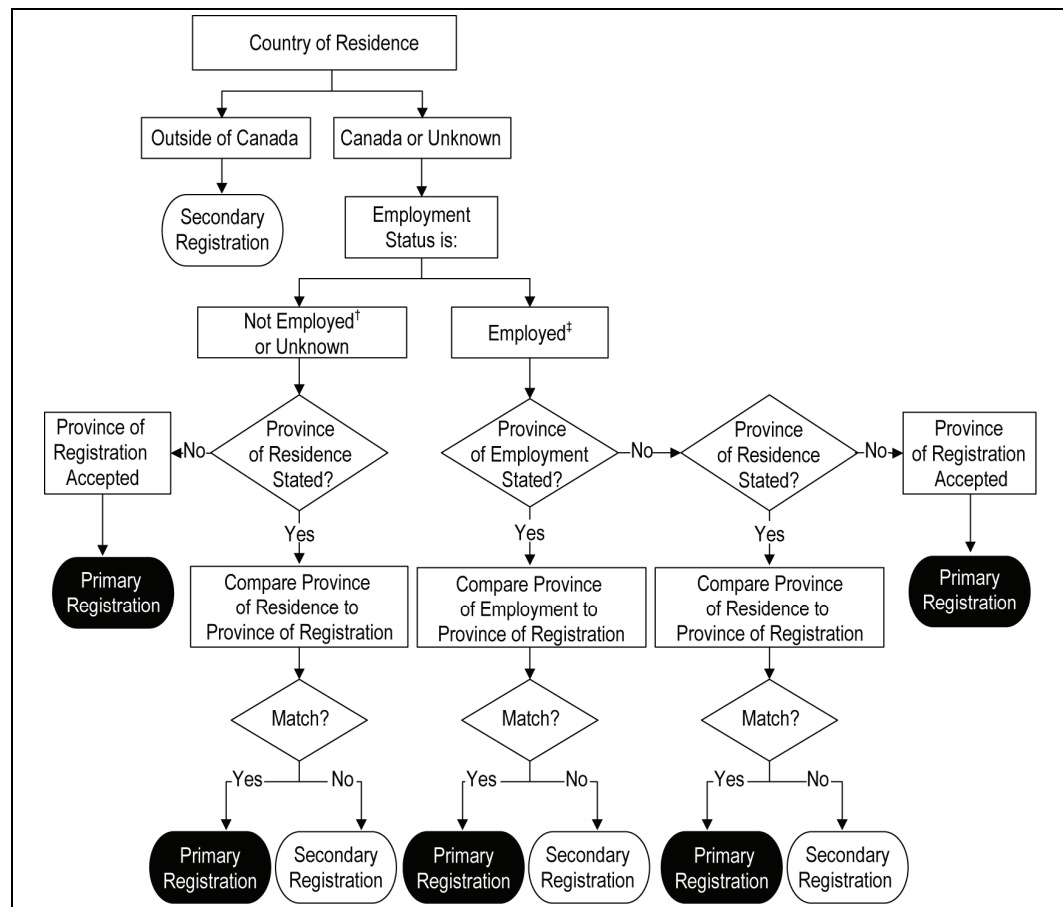 Country of Residence
Outside of Canada
Canada or Unknown
Secondary
Registration
Employment
Status is:
Not Employed†
or Unknown
Employed‡
Province of
Registration
Accepted
No
Province
of Residence
Stated?
Province
of Employment
Stated?
No
Province
of Residence
Stated?
No
Province
of Registration
Accepted
Yes
Yes
Yes
Primary
Registration
Compare Province
of Residence to
Province of Registration
Compare Province
of Employment to
Province of Registration
Compare Province
of Residence to
Province of Registration
Primary
Registration
Match?
Match?
Match?
Yes
No
Yes
No
Yes
No
Primary
Registration
Secondary
Registration
Primary
Registration
Secondary
Registration
Primary
Registration
Secondary
Registration